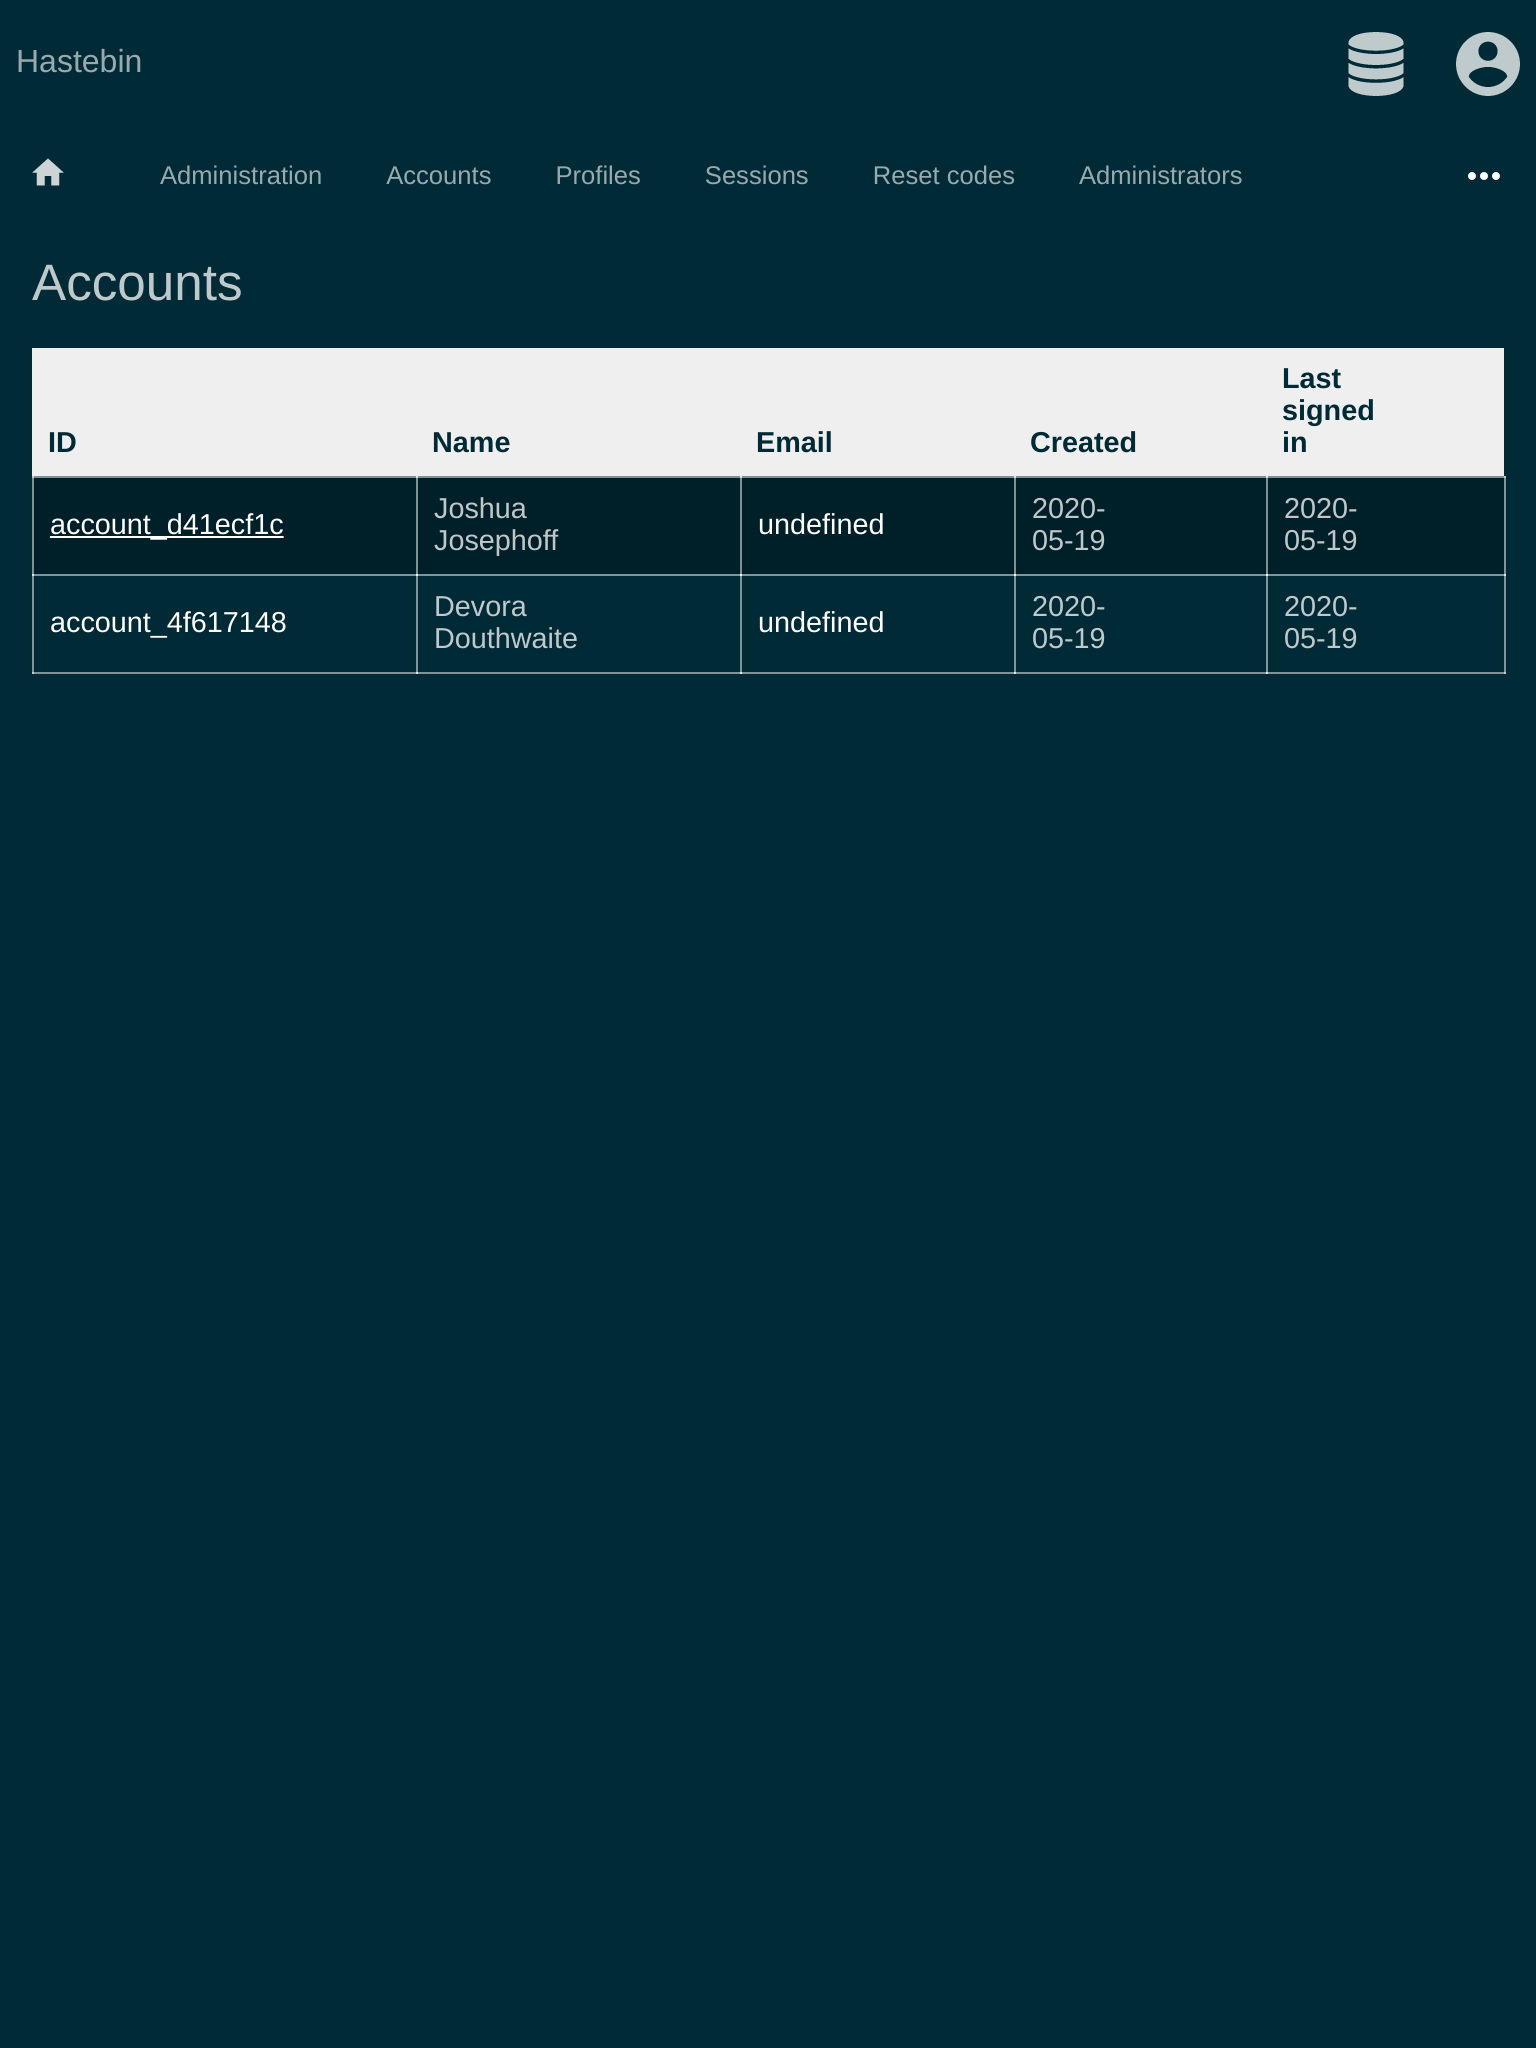 Hastebin
Administration Accounts Profiles Sessions Reset codes Administrators
Accounts
ID Name Email Created Last signed in
account_d41ecf1c Joshua Josephoff undefined 2020-05-19 2020-05-19
account_4f617148 Devora Douthwaite undefined 2020-05-19 2020-05-19